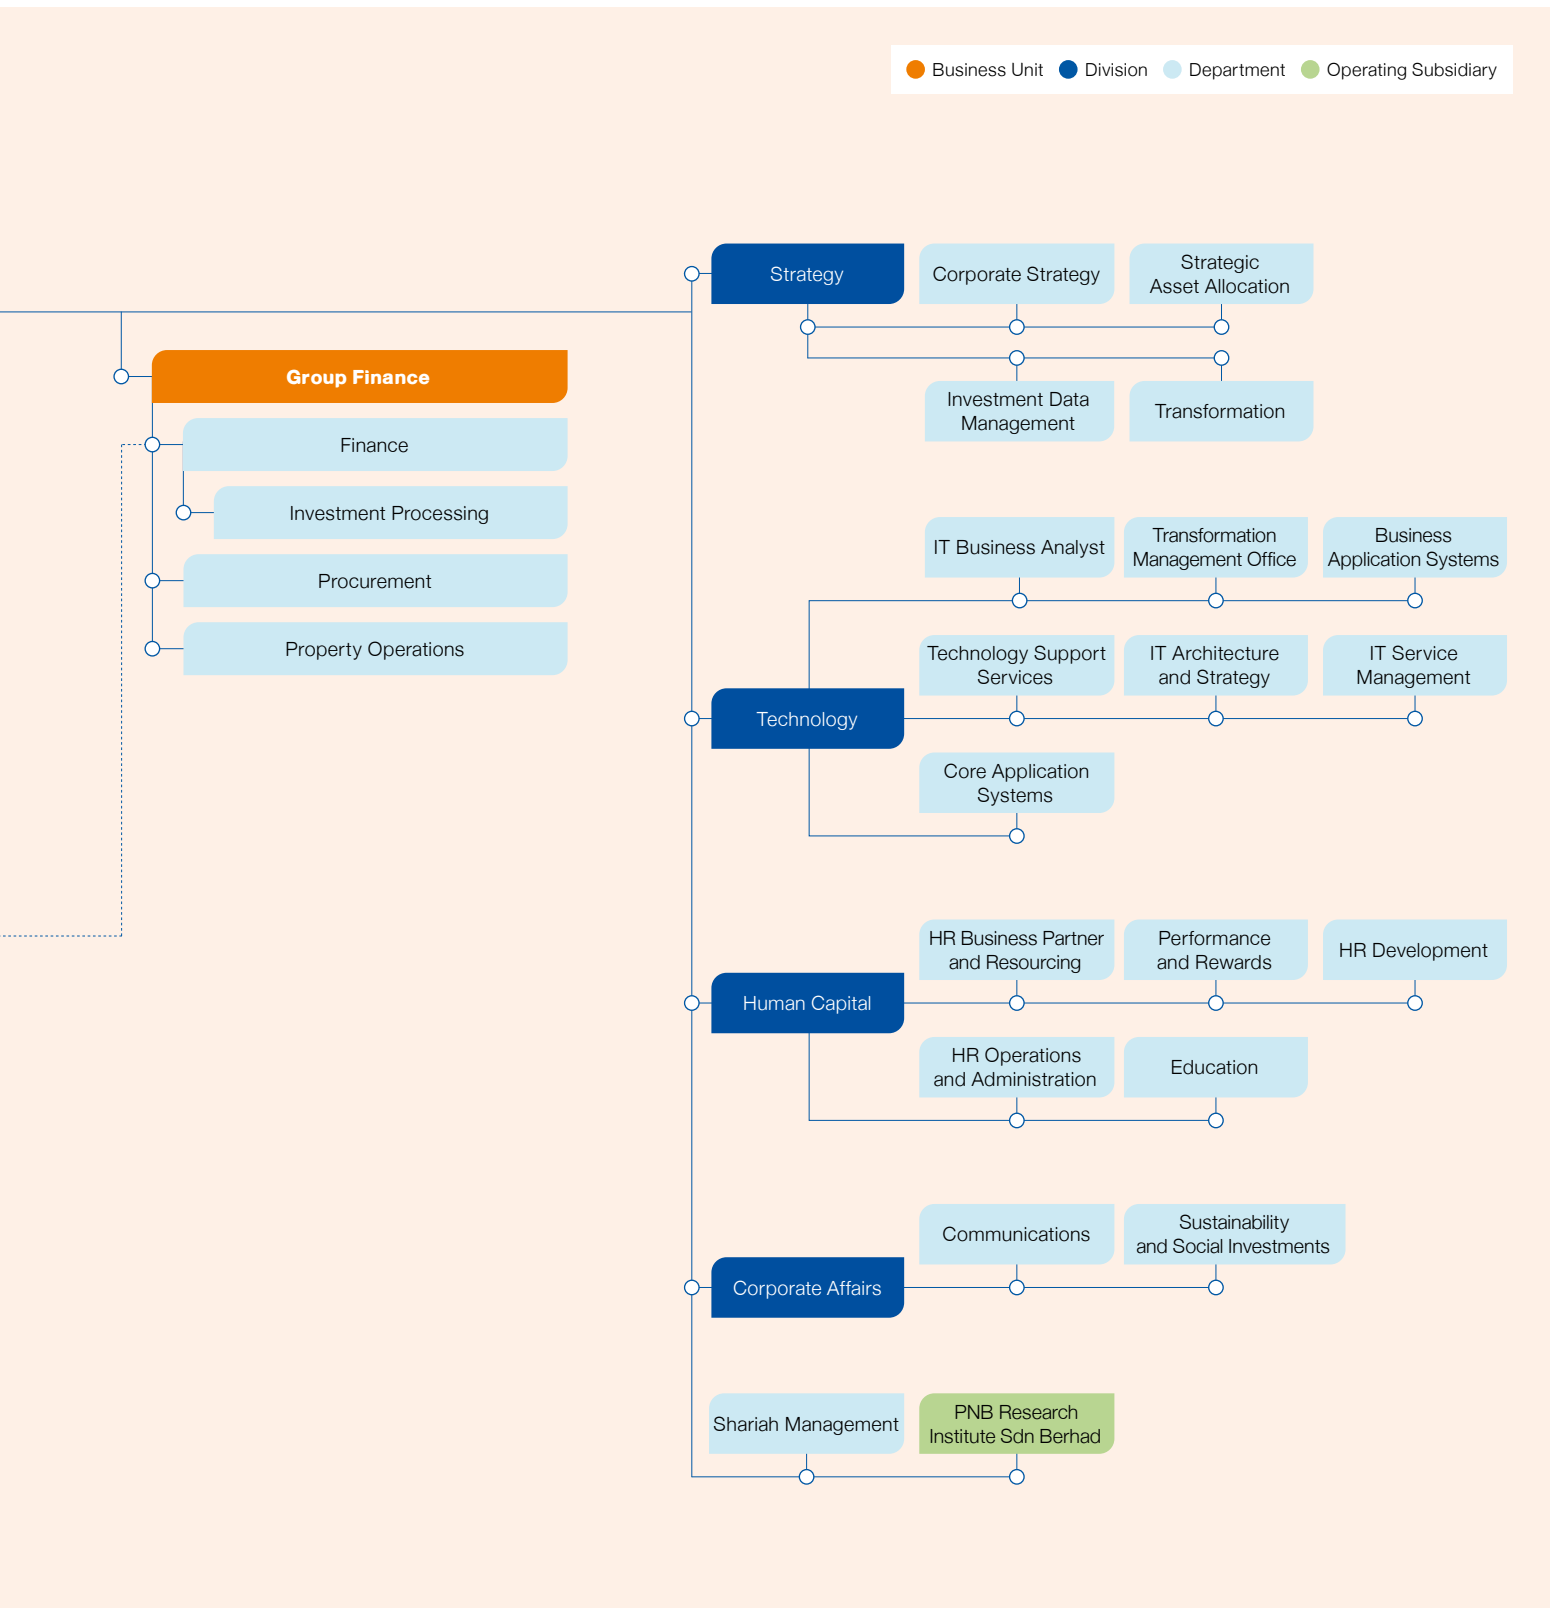 Business Unit
Division
Department
Operating Subsidiary
Group Finance
Finance
Investment Processing
Procurement
Property Operations
Strategy
Corporate Strategy
Strategic
Asset Allocation
Investment Data
Management
Transformation
IT Business Analyst
Transformation
Management Office
Business
Application Systems
Technology Support
Services
IT Architecture
and Strategy
IT Service
Management
Technology
Core Application
Systems
HR Business Partner
and Resourcing
Performance
and Rewards
HR Development
Human Capital
HR Operations
and Administration
Education
Communications
Sustainability
and Social Investments
Corporate Affairs
Shariah Management
PNB Research
Institute Sdn Berhad